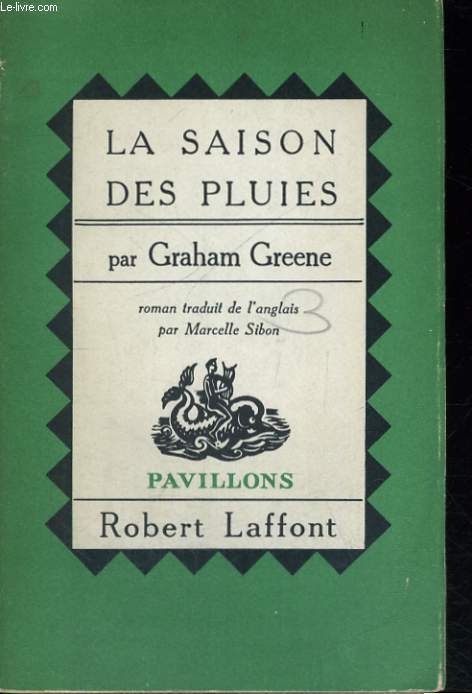 Le-livre.com
LA SAISON
DES PLUIES
par Graham Greene
roman traduit de l'anglais
par Marcelle Sibon
3
PAVILLONS
Robert Laffont